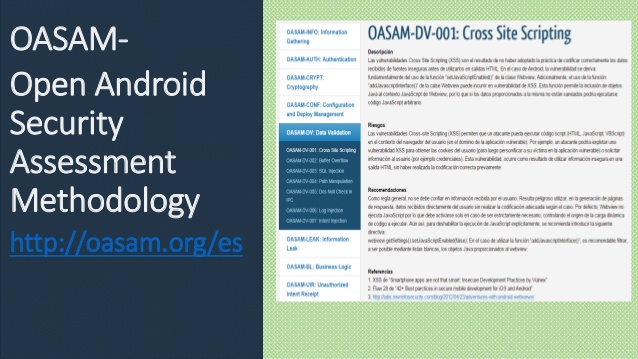 OASAM-
Open Android
Security
Assessment
Methodology
http://oasam.org/es
OASAM-INFO: Information
Gathering
OASAM-AUTH: Authentication
OASAM-CRYPT:
Cryptography
OASAM-CONF: Configuration
and Deploy Management
OASAM-DV: Data Validation
OASAM-DV-001: Cross Site Scripting
OASAM-DV-002: Buffer Overflow
OASAM-DV-003: SQL Injection
OASAM-DV-004: Path Manipulation
OASAM-DV-005: Dos Null Check in
IPC
OASAM-DV-006: Log Injection
OASAM-DV-007: Intent Injection
OASAM-LEAK: Information
Leak
OASAM-BL: Business Logic
OASAM-UIR: Unauthorized
Intent Receipt
OASAM-DV-001: Cross Site Scripting
Descripción
Las vulnerabilidades Cross Site Scripting (XSS) son el resultado de no haber adoptado la práctica de codificar correctamente los datos
recibidos de fuentes inseguras antes de utilizarlos en salidas HTML. En el caso de Android, la vulnerabilidad se deriva
fundamentalmente del uso de la función "setJavaScriptEnabled()" de la clase Webview. Adicionalmente, el uso de la función
"addJavascriptInterface()" de la clase Webview puede incurrir en vulnerabilidad de XSS. Esta función permite la inclusión de objetos
Java al contexto JavaScript de Webview, por lo que si los datos proporcionados a la misma no están saneados podría ejecutarse
código JavaScript arbitrario.
Riesgos
Las vulnerabilidades Cross-site Scripting (XSS) permiten que un atacante pueda ejecutar código script (HTML, JavaScript, VBScript)
en el contexto del navegador del usuario (en el dominio de la aplicación vulnerable). Por ejemplo, un atacante podría explotar una
vulnerabilidad XSS para obtener las cookies del usuario (para luego personificar a su víctima en la aplicación vulnerable) o solicitar
información al usuario (por ejemplo credenciales). Esta vulnerabilidad, ocurre como resultado de utilizar información insegura en una
salida HTML sin haber realizado la codificación correcta previamente.
Recomendaciones
Como regla general, no se debe confiar en información recibida por el usuario. Resulta peligroso utilizar, en la generación de páginas
de respuesta, datos recibidos directamente del usuario sin realizar la codificación adecuada según el caso. Por defecto, Webview no
ejecuta JavaScript por lo que debe activarse solo en caso de ser estrictamente necesario, controlando el origen de la carga dinámica
de código a ejecutar. Aún así, para deshabilitar la ejecución de JavaScript explícitamente, se recomienda introducir la siguiente
directiva:
webview.getSettings().setJavaScriptEnabled(false). En el caso de utilizar la función "addJavascriptInterface()", es recomendable filtrar,
a ser posible mediante listas blancas, los objetos Java proporcionados.
References
1. XSS de "Smartphone apps are not that smart: Insecure Development Practices by Vulnex"
2. Flaw 20 de "42+ Best practices in secure mobile development for iOS and Android"
3. http://labs.mwrinfosecurity.com/blog/2012/04/23/adventures-with-android-webviews/